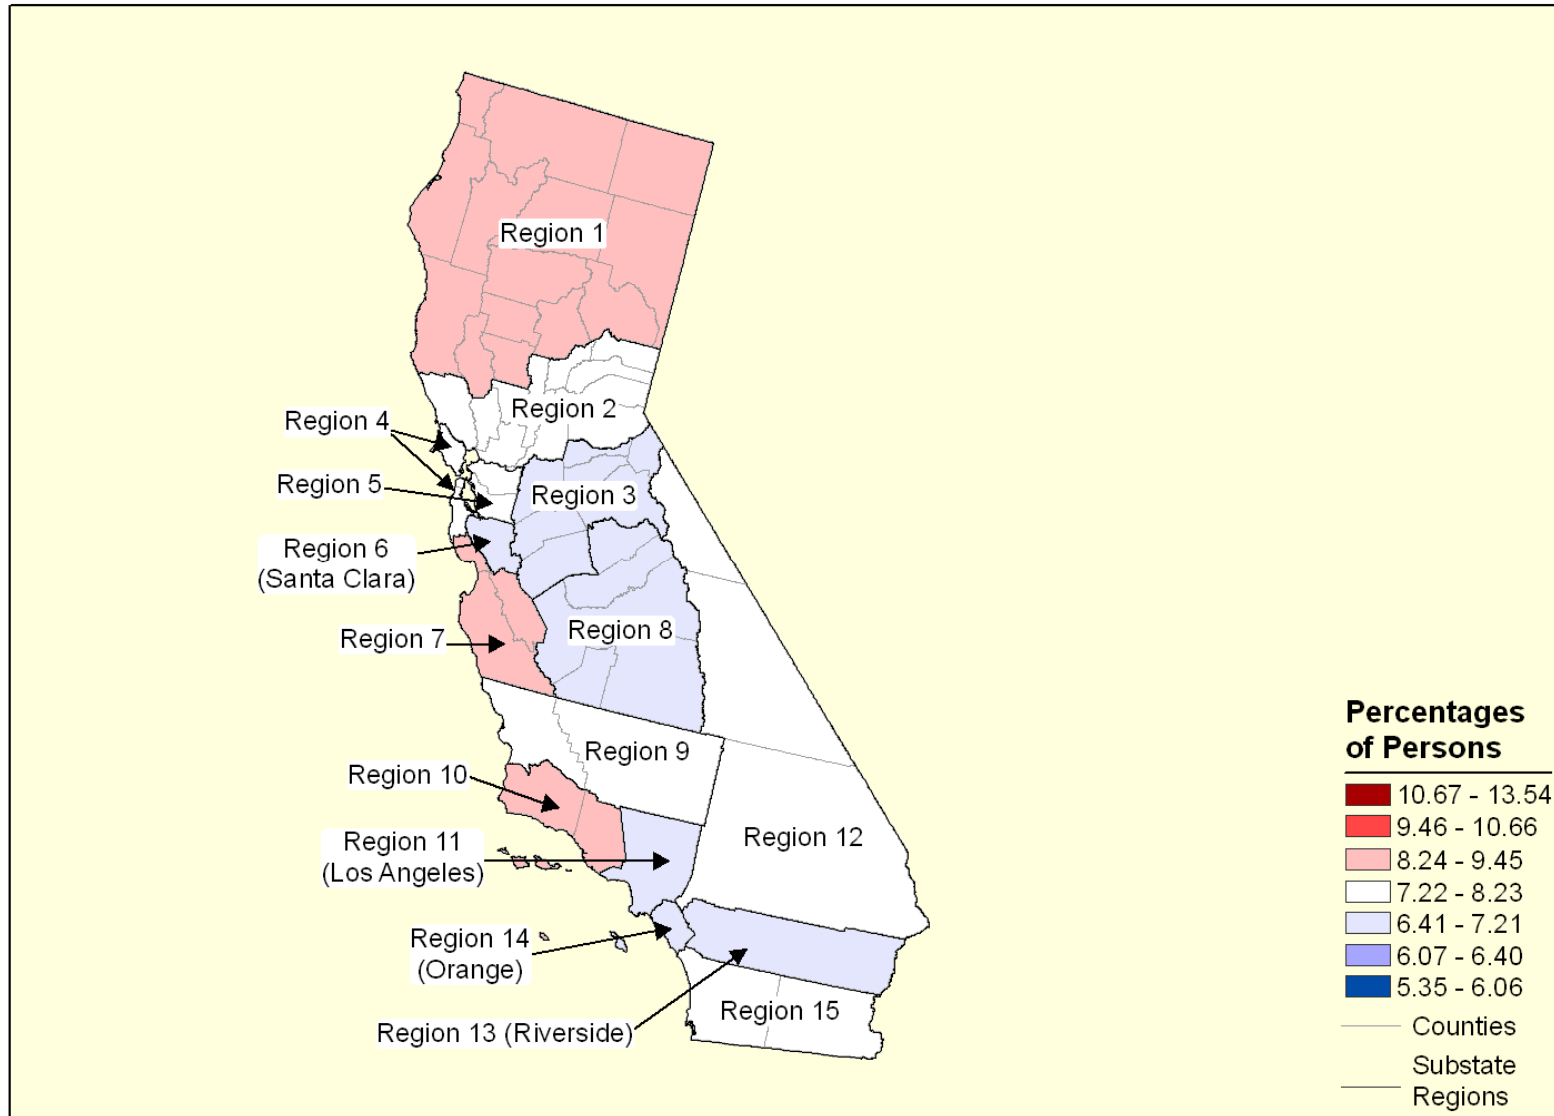 Region 1
Region 2
Region 4
Region 5
Region 3
Region 6
(Santa Clara)
Region 7
Region 8
Region 9
Region 10
Region 11
(Los Angeles)
Region 12
Region 14
(Orange)
Region 13 (Riverside)
Region 15
Percentages
of Persons
10.67 - 13.54
9.46 - 10.66
8.24 - 9.45
7.22 - 8.23
6.41 - 7.21
6.07 - 6.40
5.35 - 6.06
Counties
Substate
Regions